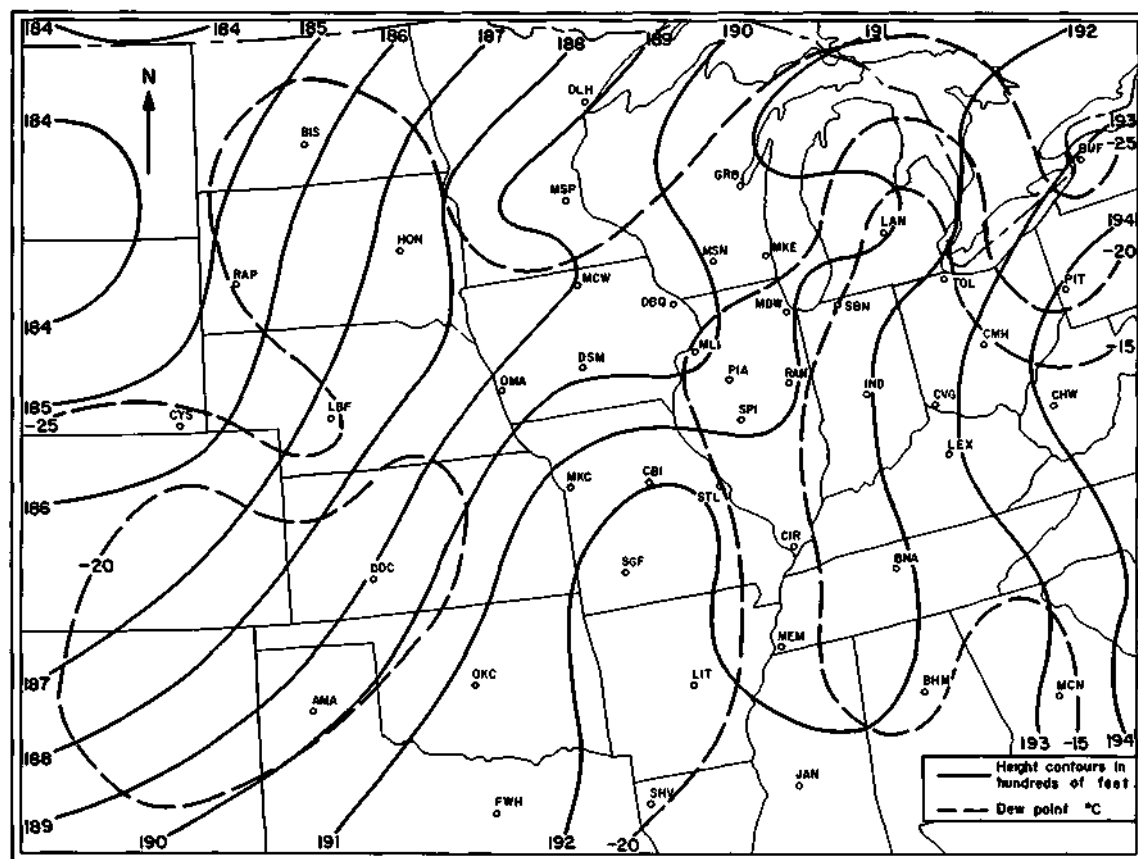 184 184 185 186 187 188 189 190 191 192
N
DLH
184 193
BIS BUF -25
GRB
MSP
LAN 194
HON MSN MKE
-20
RAP MCW TOL PIT
DBQ MDW SBN
184
CMH
MLI -15
DSM
OMA PIA RAN IND
185 CVG CHW
-25 CYS LBF SPI
LEX
MKC CBI
STL
186
CIR
-20 DDC SGF BNA
MEM
187 OKC LIT BHM MCN
AMA
188 193 -15 194
Height contours in
hundreds of feet.
JAN
189 FWH SHV Dew point °C
190 191 192 -20